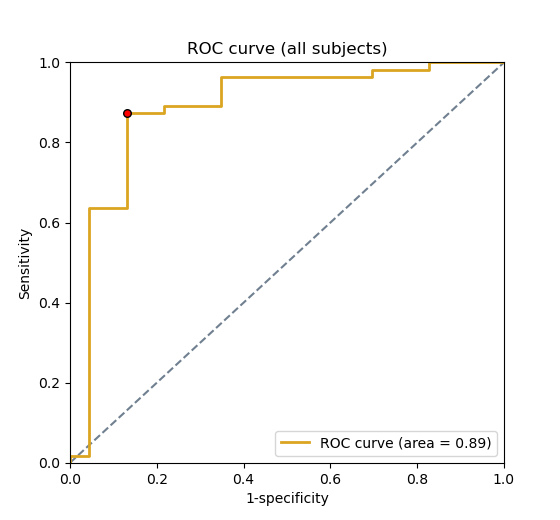 ROC curve (all subjects)
1.0
0.8
0.6
0.4
0.2
0.0
Sensitivity
ROC curve (area = 0.89)
0.0 0.2 0.4 0.6 0.8 1.0
1-specificity